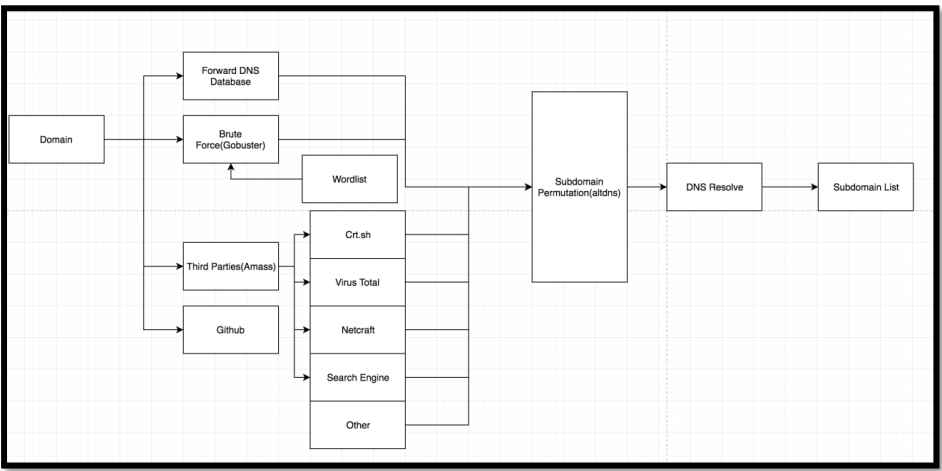 Forward DNS
Database
Domain
Brute
Force(Gobuster)
Wordlist
Subdomain
Permutation(altdns)
DNS Resolve
Subdomain List
Crt.sh
Third Parties(Amass)
Virus Total
Github
Netcraft
Search Engine
Other